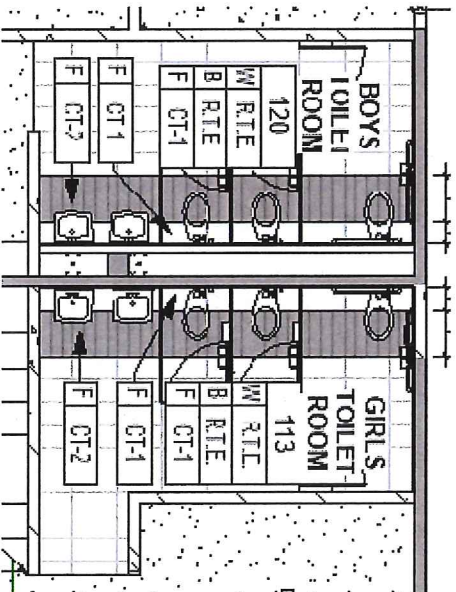 BOYS
TOILET
ROOM
120
W R.T.E
B R.T.E
F CT-1
F CT-1
F CT-2
GIRLS
TOILET
ROOM
113
W R.T.E.
B R.T.E.
F CT-1
F CT-1
F CT-2